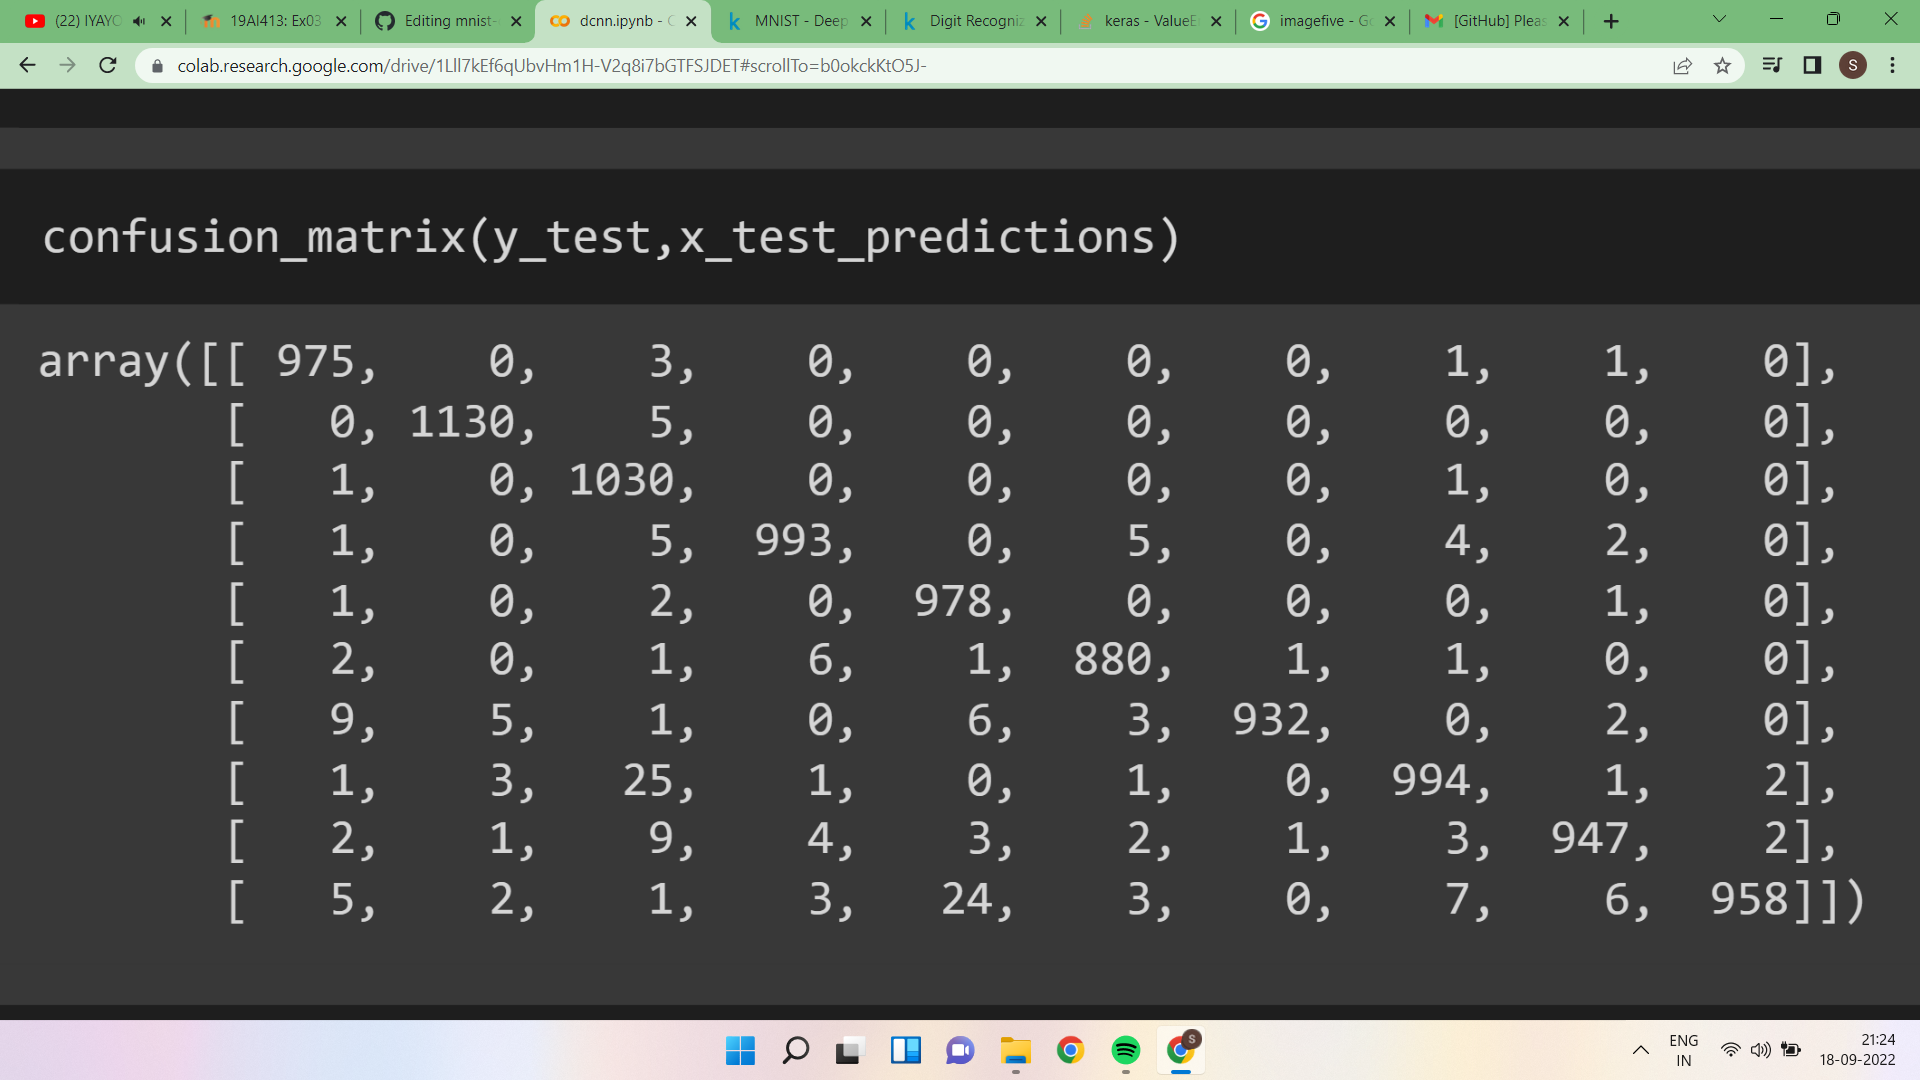 (22) IYAYO 19AI413: Ex03 Editing mnist- dcnn.ipynb - C MNIST - Deep Digit Recogniz keras - ValueE imagefive - Go [GitHub] Pleas
colab.research.google.com/drive/1Lll7kEf6qUbvHm1H-V2q8i7bGTFSJDET#scrollTo=b0okckKtO5J-
S
confusion_matrix(y_test,x_test_predictions)
array([[ 975, 0, 3, 0, 0, 0, 0, 1, 1, 0],
[ 0, 1130, 5, 0, 0, 0, 0, 0, 0, 0],
[ 1, 0, 1030, 0, 0, 0, 0, 1, 0, 0],
[ 1, 0, 5, 993, 0, 5, 0, 4, 2, 0],
[ 1, 0, 2, 0, 978, 0, 0, 0, 1, 0],
[ 2, 0, 1, 6, 1, 880, 1, 1, 0, 0],
[ 9, 5, 1, 0, 6, 3, 932, 0, 2, 0],
[ 1, 3, 25, 1, 0, 1, 0, 994, 1, 2],
[ 2, 1, 9, 4, 3, 2, 1, 3, 947, 2],
[ 5, 2, 1, 3, 24, 3, 0, 7, 6, 958]])
S
ENG
IN
21:24
18-09-2022